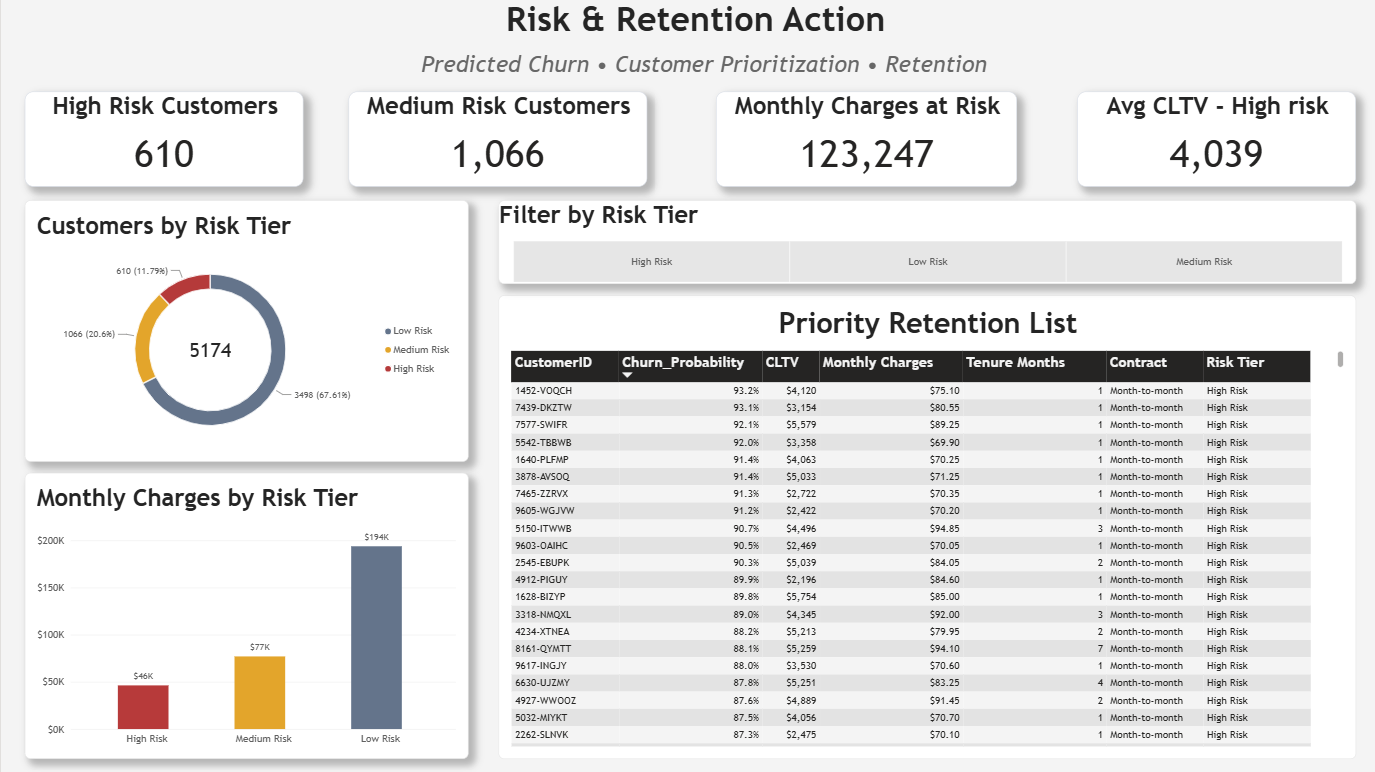 Risk & Retention Action
Predicted Churn • Customer Prioritization • Retention
High Risk Customers
610
Medium Risk Customers
1,066
Monthly Charges at Risk
123,247
Avg CLTV - High risk
4,039
Customers by Risk Tier
610 (11.79%)
1066 (20.6%)
5174
3498 (67.61%)
Low Risk
Medium Risk
High Risk
Monthly Charges by Risk Tier
$200K
$150K
$100K
$50K
$0K
$46K
$77K
$194K
High Risk
Medium Risk
Low Risk
Filter by Risk Tier
High Risk Low Risk Medium Risk
Priority Retention List
CustomerID Churn_Probability CLTV Monthly Charges Tenure Months Contract Risk Tier
1452-VOQCH 93.2% $4,120 $75.10 1 Month-to-month High Risk
7439-DKZTW 93.1% $3,154 $80.55 1 Month-to-month High Risk
7577-SWIFR 92.1% $5,579 $89.25 1 Month-to-month High Risk
5542-TBBWB 92.0% $3,358 $69.90 1 Month-to-month High Risk
1640-PLFMP 91.4% $4,063 $70.25 1 Month-to-month High Risk
3878-AVSOQ 91.4% $5,033 $71.25 1 Month-to-month High Risk
7465-ZZRVX 91.3% $2,722 $70.35 1 Month-to-month High Risk
9605-WGJVW 91.2% $2,422 $70.20 1 Month-to-month High Risk
5150-ITWWB 90.7% $4,496 $94.85 3 Month-to-month High Risk
9603-OAIHC 90.5% $2,469 $70.05 1 Month-to-month High Risk
2545-EBUPK 90.3% $5,039 $84.05 2 Month-to-month High Risk
4912-PIGUY 89.9% $2,196 $84.60 1 Month-to-month High Risk
1628-BIZYP 89.8% $5,754 $85.00 1 Month-to-month High Risk
3318-NMQXL 89.0% $4,345 $92.00 3 Month-to-month High Risk
4234-XTNEA 88.2% $5,213 $79.95 2 Month-to-month High Risk
8161-QYMTT 88.1% $5,259 $94.10 7 Month-to-month High Risk
9617-INGJY 88.0% $3,530 $70.60 1 Month-to-month High Risk
6630-UJZMY 87.8% $5,251 $83.25 4 Month-to-month High Risk
4927-WWOOZ 87.6% $4,889 $91.45 2 Month-to-month High Risk
5032-MIYKT 87.5% $4,056 $70.70 1 Month-to-month High Risk
2262-SLNVK 87.3% $2,475 $70.10 1 Month-to-month High Risk